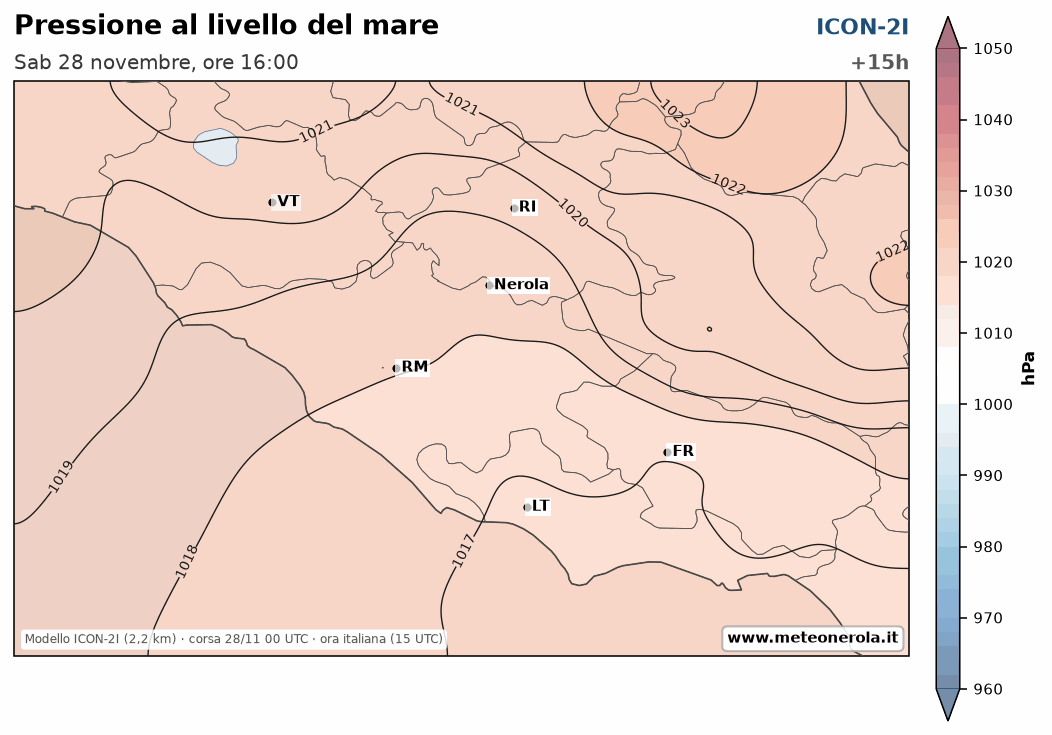 Pressione al livello del mare
ICON-2I
Sab 28 novembre, ore 16:00
+15h
1050
1040
1030
1020
1010
1000
990
980
970
960
hPa
1021
1021
1023
1022
1020
1022
1019
1018
1017
VT
RI
Nerola
RM
FR
LT
Modello ICON-2I (2,2 km) · corsa 28/11 00 UTC · ora italiana (15 UTC)
www.meteonerola.it